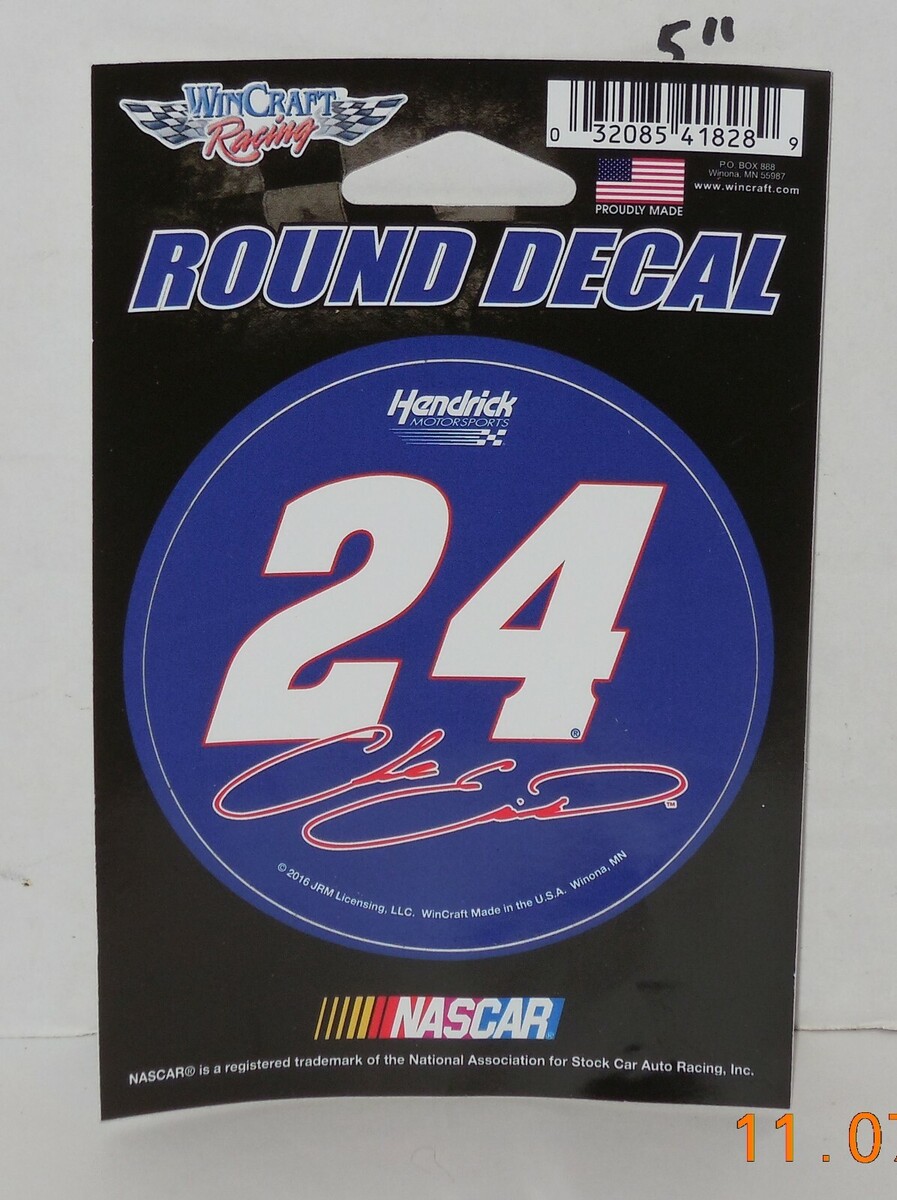 5"
WINCRAFT
Racing
0 32085 41828 9
P.O. BOX 888
Winona, MN 55987
www.wincraft.com
PROUDLY MADE
ROUND DECAL
Hendrick
MOTORSPORTS
24
®
™
© 2016 JRM Licensing, LLC. WinCraft Made in the U.S.A. Winona, MN
NASCAR®
NASCAR® is a registered trademark of the National Association for Stock Car Auto Racing, Inc.
11.07